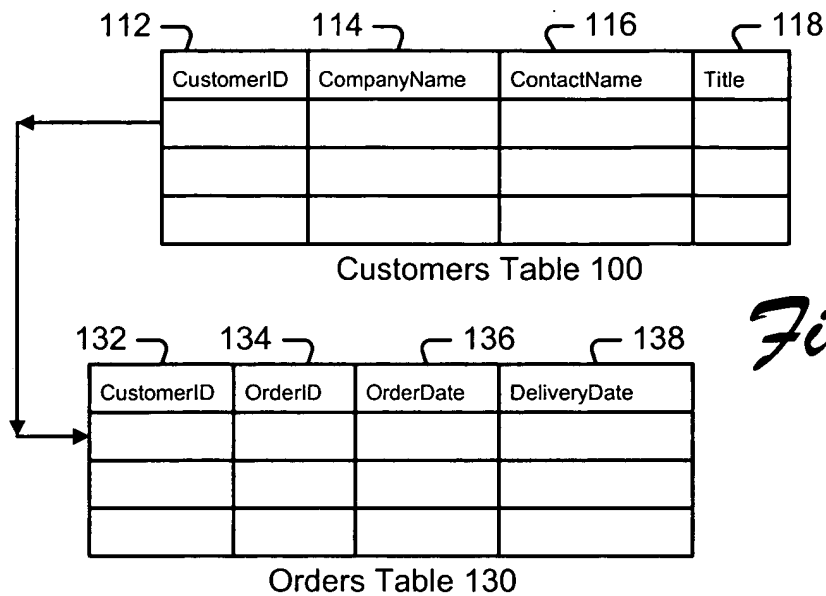 112 114 116 118
CustomerID CompanyName ContactName Title
Customers Table 100
132 134 136 138
CustomerID OrderID OrderDate DeliveryDate
Orders Table 130